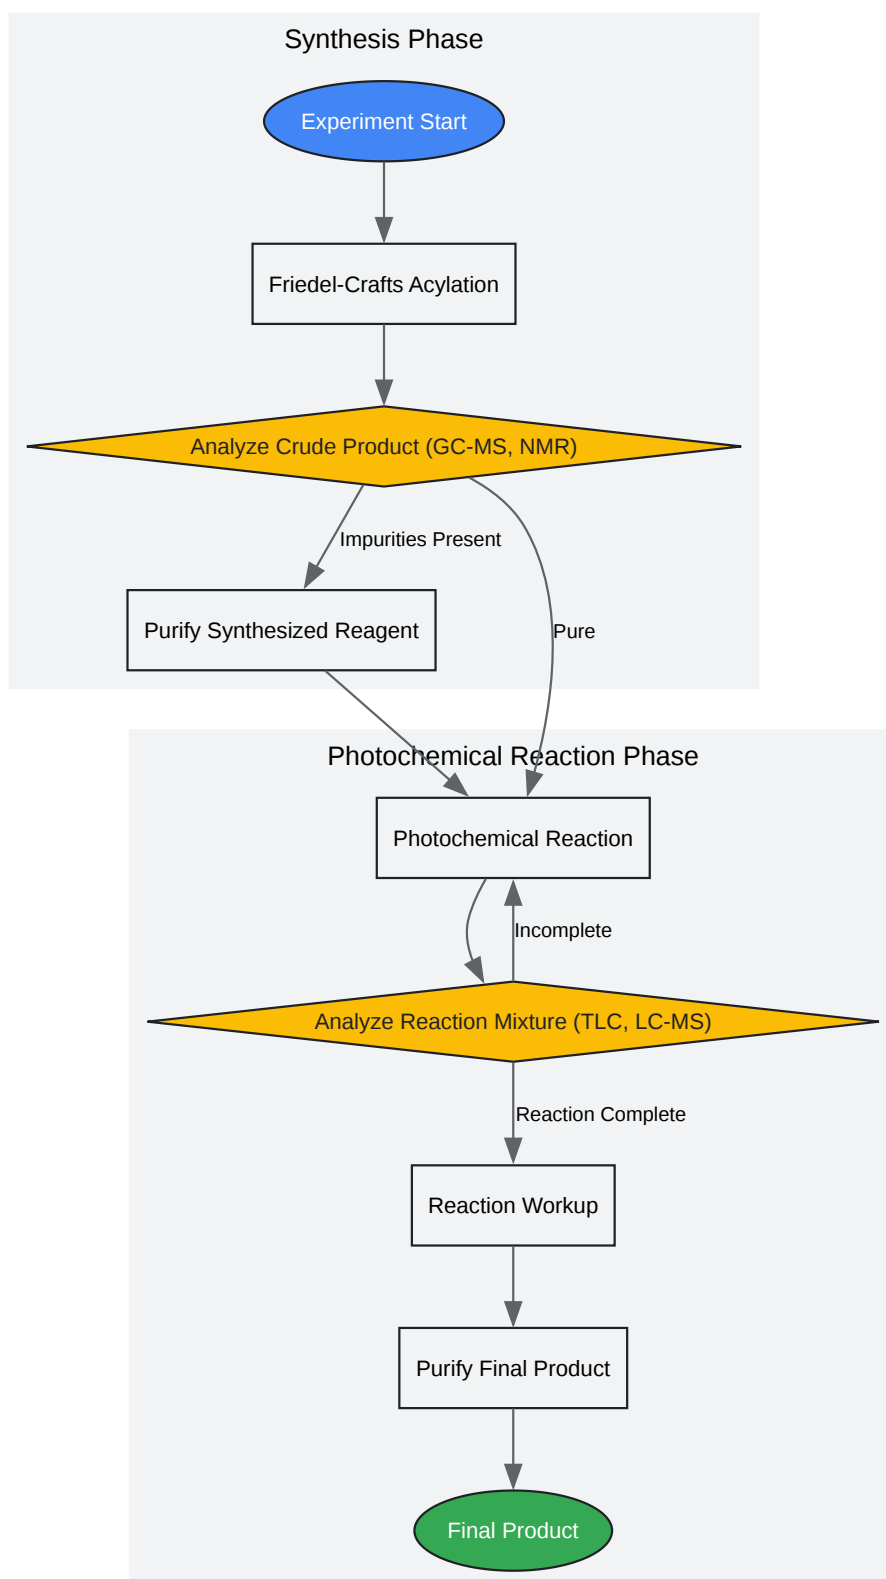 Synthesis Phase
Experiment Start
Friedel-Crafts Acylation
Analyze Crude Product (GC-MS, NMR)
Impurities Present
Purify Synthesized Reagent
Pure
Photochemical Reaction Phase
Photochemical Reaction
Incomplete
Analyze Reaction Mixture (TLC, LC-MS)
Reaction Complete
Reaction Workup
Purify Final Product
Final Product